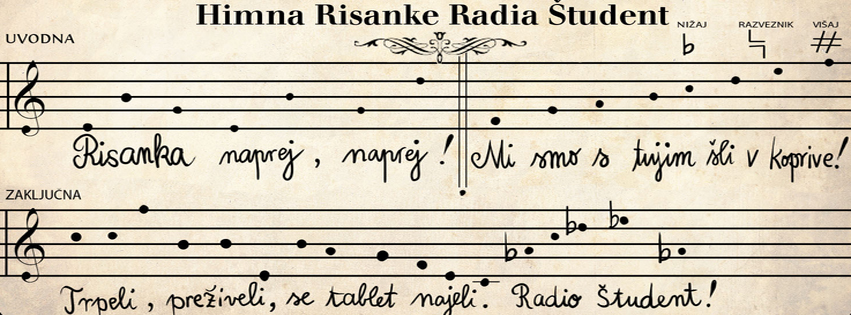 Himna Risanke Radia Študent
NIŽAJ RAZVEZNIK VIŠAJ
UVODNA
Risanka naprej, naprej! Mi smo s tujim šli v koprive!
ZAKLJUČNA
Trpeli, preživeli, se tablet najeli. Radio Študent!